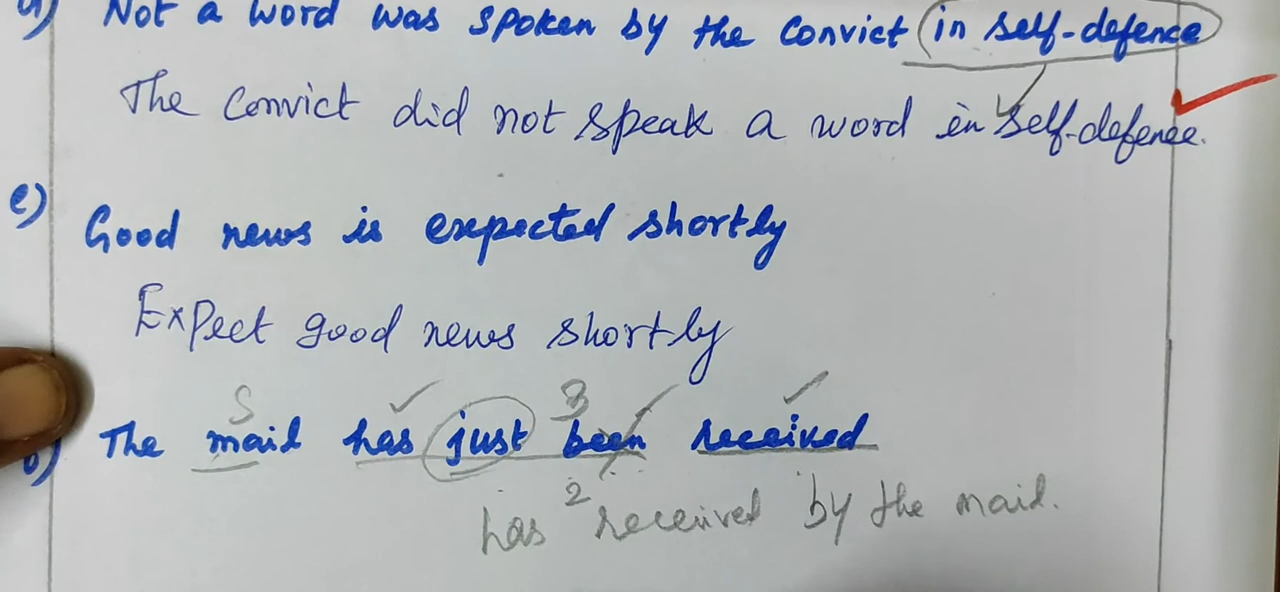 d) Not a word was spoken by the convict in self-defence
The convict did not speak a word in self-defence.
e) Good news is expected shortly
Expect good news shortly
S 3
The maid has just been received
2
has received by the maid.